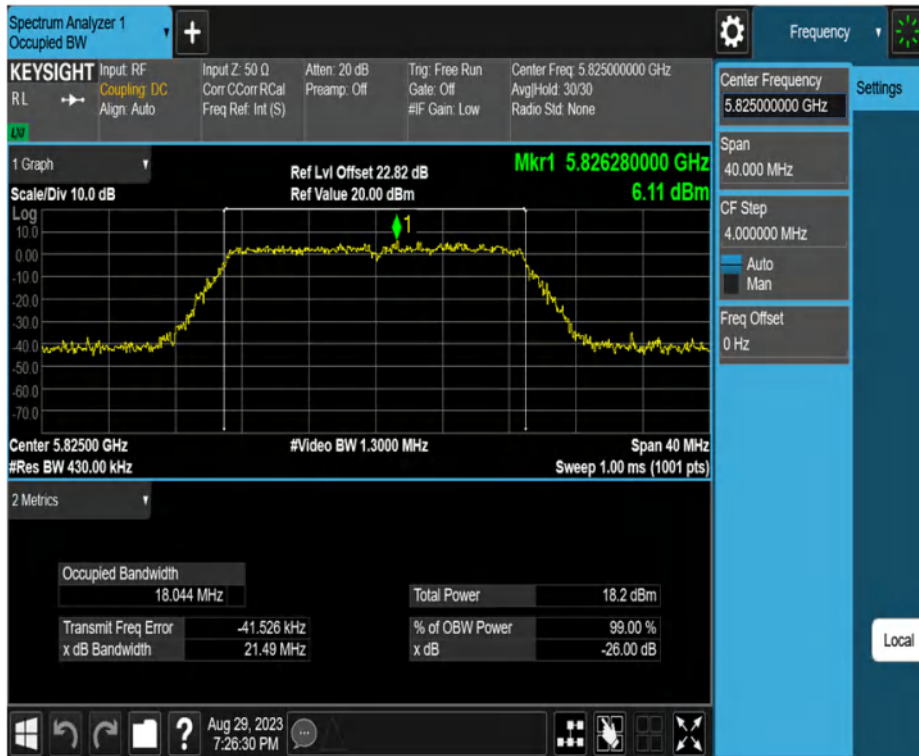 Spectrum Analyzer 1
Occupied BW
+
Frequency
KEYSIGHT
RL
LXI
Input: RF
Coupling: DC
Align: Auto
Input Z: 50 Ω
Corr CCorr RCal
Freq Ref: Int (S)
Atten: 20 dB
Preamp: Off
Trig: Free Run
Gate: Off
#IF Gain: Low
Center Freq: 5.825000000 GHz
Avg|Hold: 30/30
Radio Std: None
Center Frequency
5.825000000 GHz
Settings
Span
40.000 MHz
CF Step
4.000000 MHz
Auto
Man
Freq Offset
0 Hz
Local
1 Graph
Scale/Div 10.0 dB
Ref Lvl Offset 22.82 dB
Ref Value 20.00 dBm
Mkr1 5.826280000 GHz
6.11 dBm
Log
10.0
0.00
-10.0
-20.0
-30.0
-40.0
-50.0
-60.0
-70.0
1
Center 5.82500 GHz
#Res BW 430.00 kHz
#Video BW 1.3000 MHz
Span 40 MHz
Sweep 1.00 ms (1001 pts)
2 Metrics
Occupied Bandwidth
18.044 MHz
Total Power 18.2 dBm
Transmit Freq Error -41.526 kHz
% of OBW Power 99.00 %
x dB Bandwidth 21.49 MHz
x dB -26.00 dB
?
Aug 29, 2023
7:26:30 PM